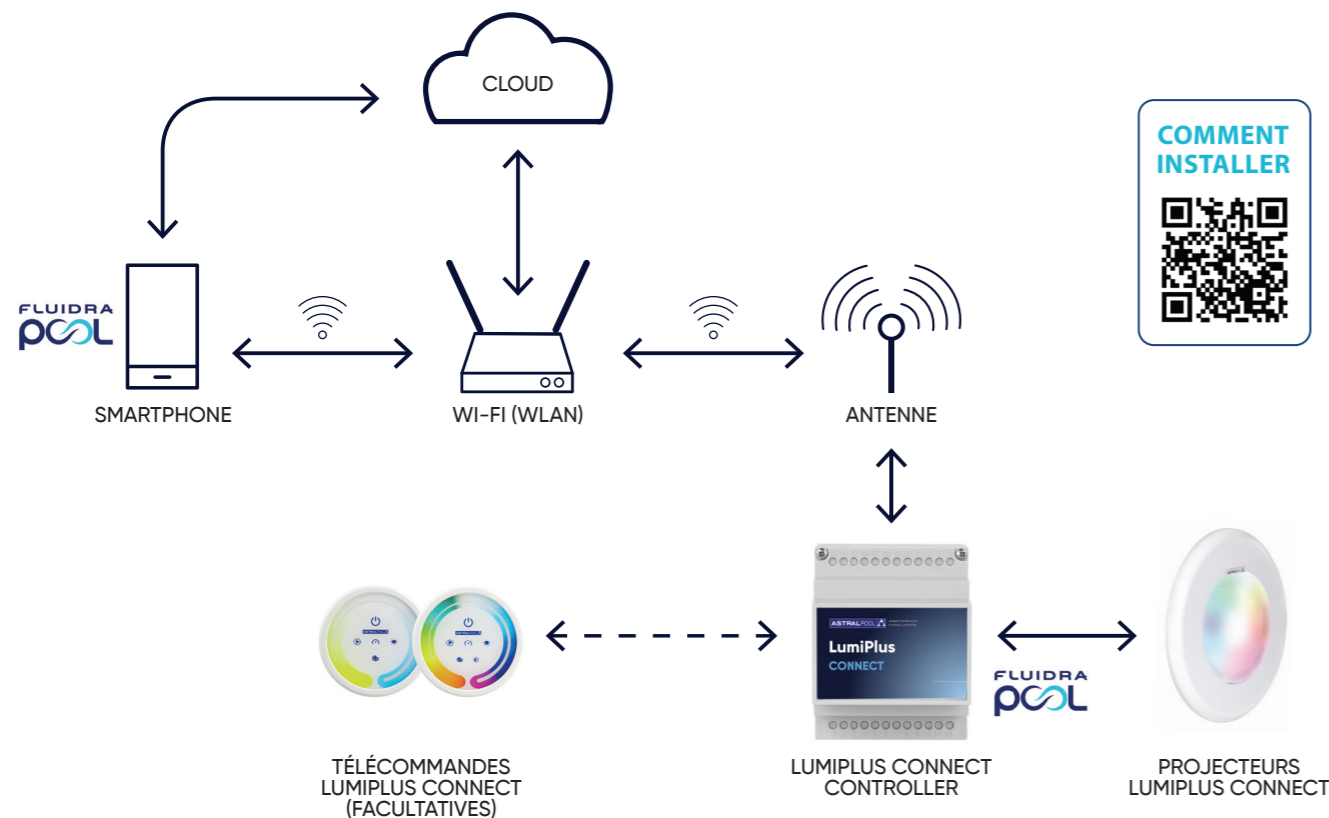 CLOUD
COMMENT
INSTALLER
FLUIDRA
POOL
SMARTPHONE
WI-FI (WLAN)
ANTENNE
ASTRALPOOL
LumiPlus
CONNECT
FLUIDRA
POOL
TÉLÉCOMMANDES
LUMIPLUS CONNECT
(FACULTATIVES)
LUMIPLUS CONNECT
CONTROLLER
PROJECTEURS
LUMIPLUS CONNECT